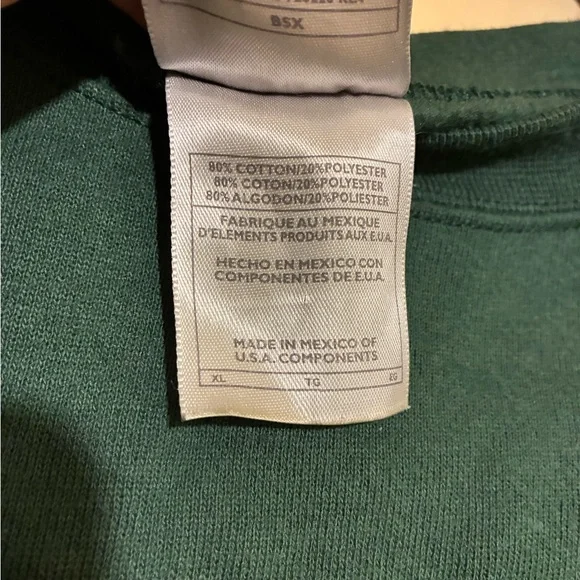 BSX
80% COTTON/20%POLYESTER
80% COTON/20%POLYESTER
80%ALGODON/20%POLIESTER
FABRIQUE AU MEXIQUE
D'ELEMENTS PRODUITS AUX E.U.A.
HECHO EN MEXICO CON
COMPONENTES DE E.U.A.
MADE IN MEXICO OF
U.S.A. COMPONENTS
XL TG EG